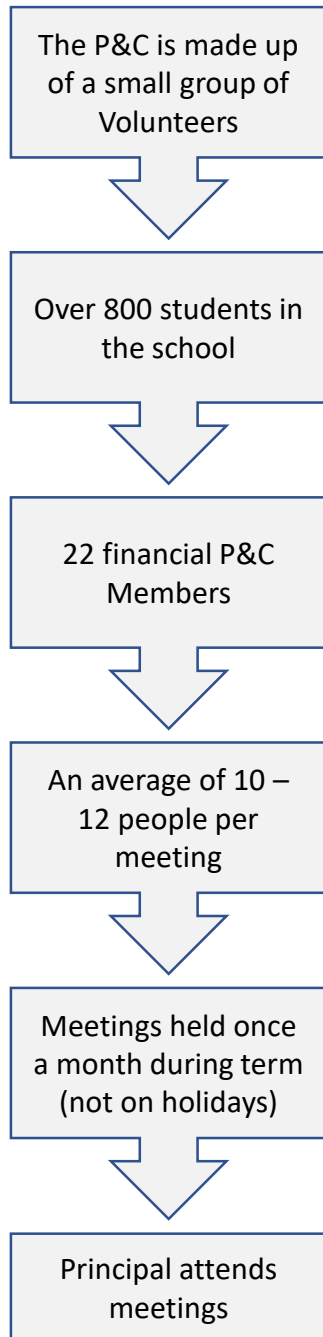 The P&C is made up
of a small group of
Volunteers
Over 800 students in
the school
22 financial P&C
Members
An average of 10 –
12 people per
meeting
Meetings held once
a month during term
(not on holidays)
Principal attends
meetings